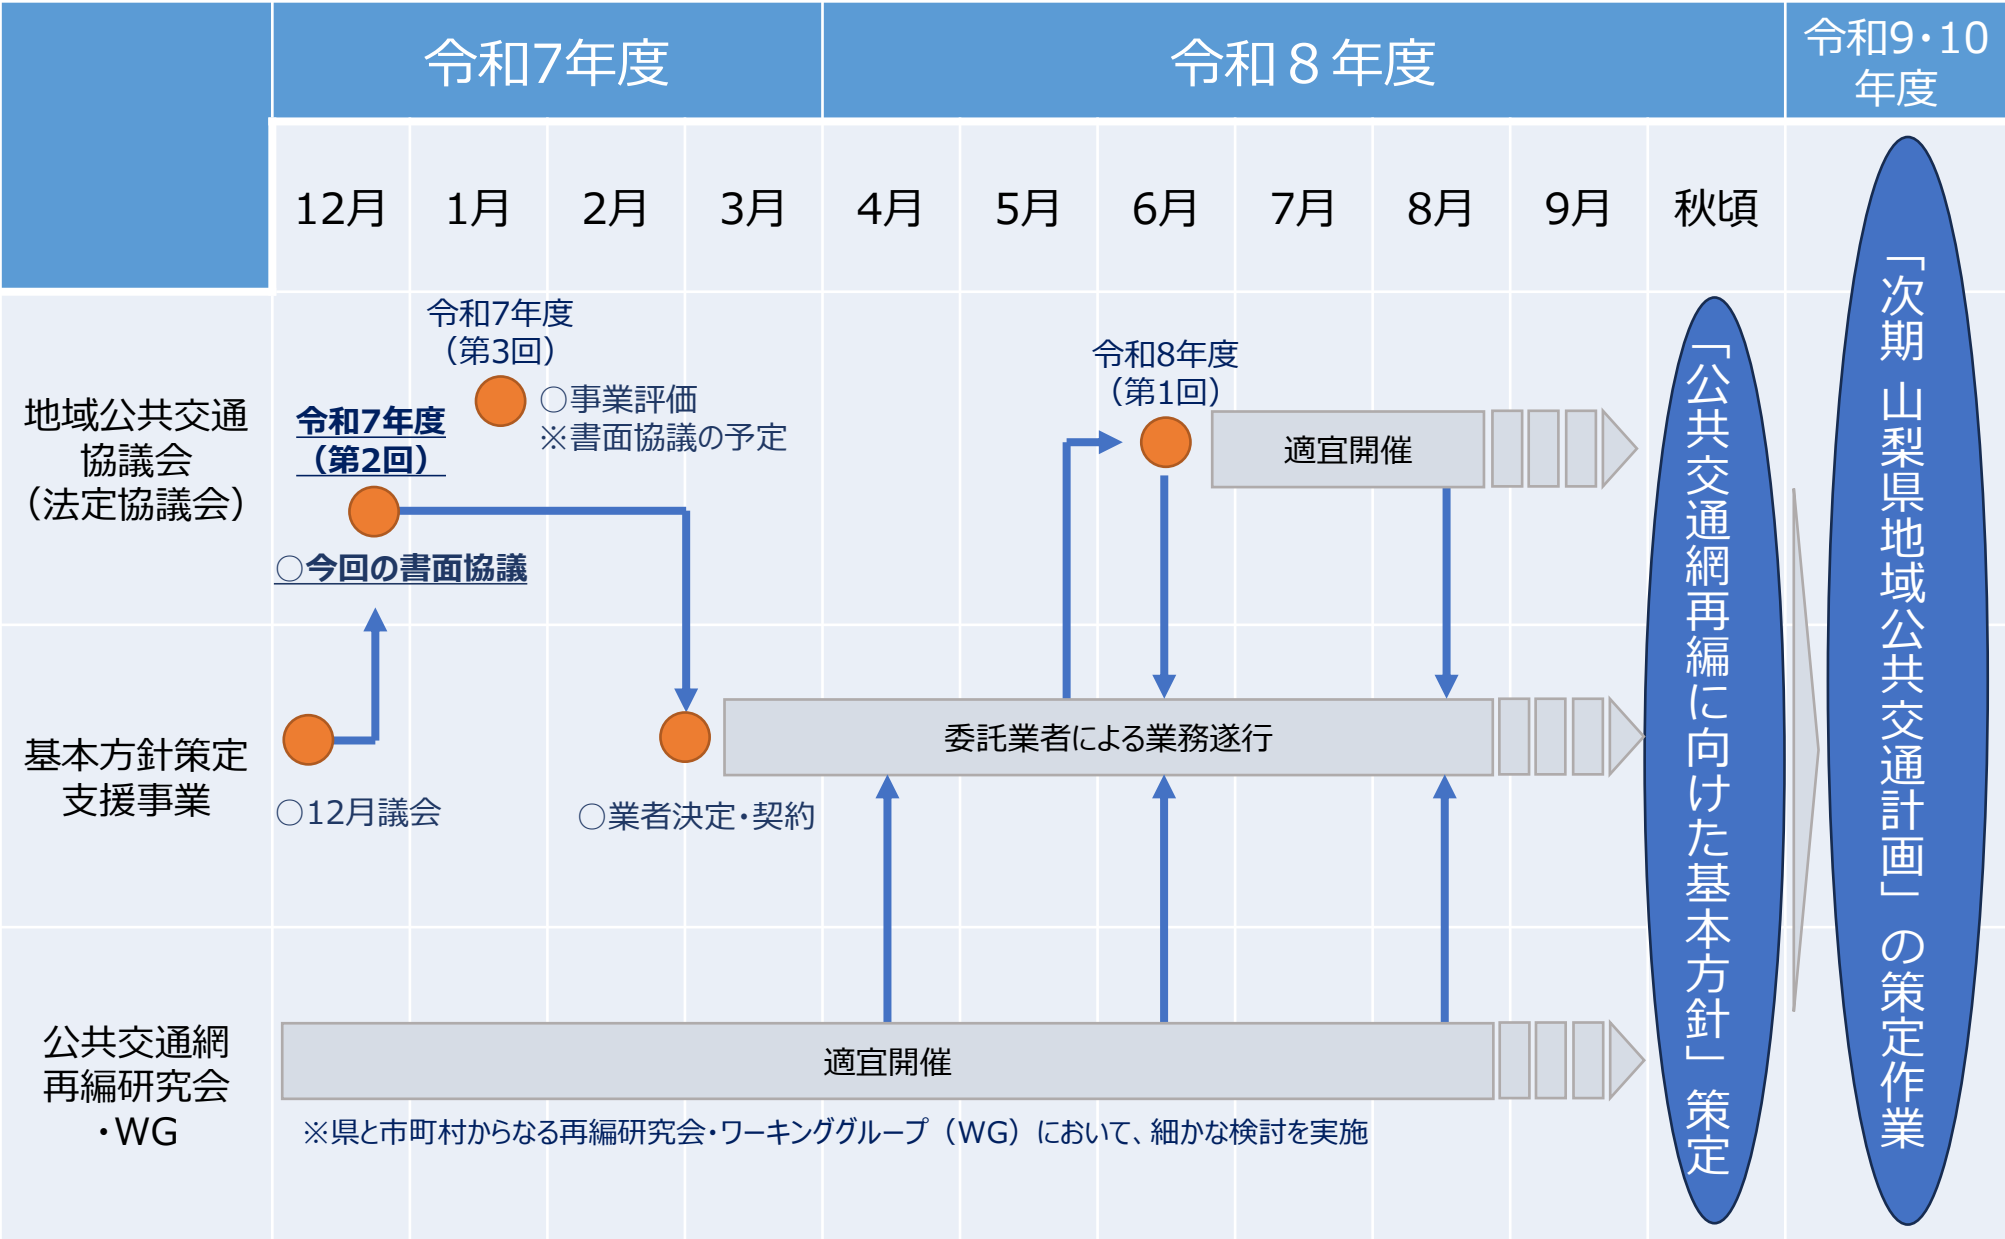 令和7年度
令和８年度
令和9・10
年度
12月
1月
2月
3月
4月
5月
6月
7月
8月
9月
秋頃
地域公共交通
協議会
（法定協議会）
令和7年度
（第2回）
○今回の書面協議
令和7年度
（第3回）
○事業評価
※書面協議の予定
令和8年度
（第1回）
適宜開催
基本方針策定
支援事業
○12月議会
○業者決定・契約
委託業者による業務遂行
公共交通網
再編研究会
・WG
適宜開催
※県と市町村からなる再編研究会・ワーキンググループ（WG）において、細かな検討を実施
「公共交通網再編に向けた基本方針」策定
「次期 山梨県地域公共交通計画」の策定作業